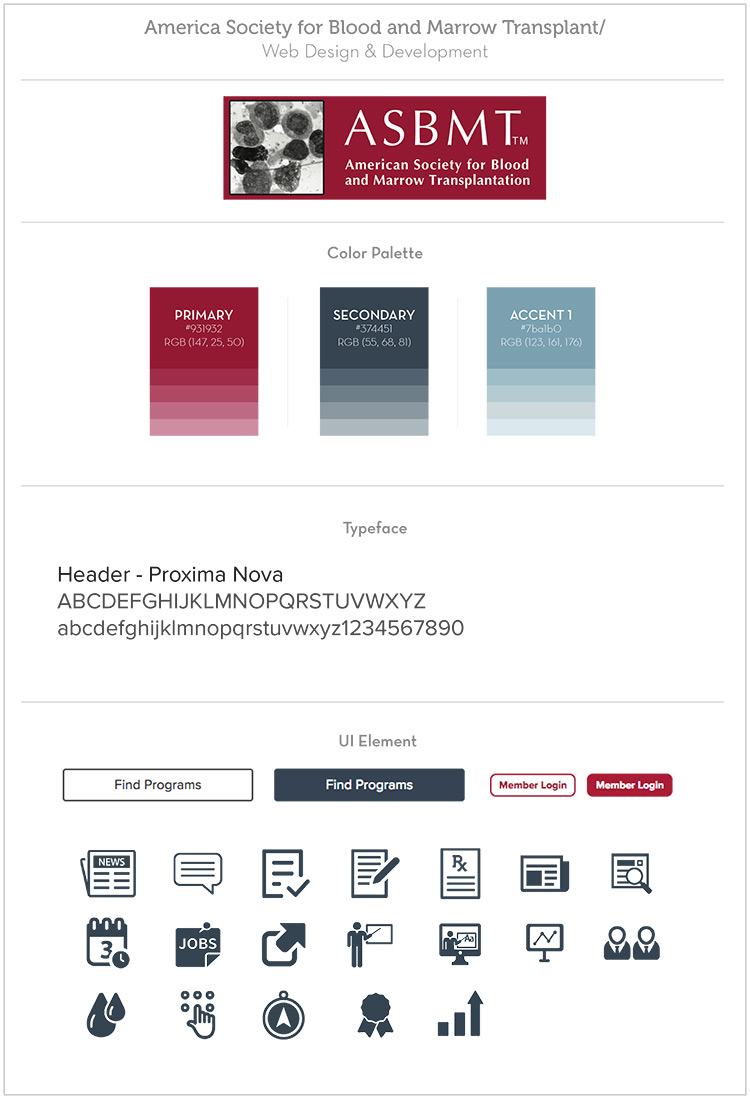 America Society for Blood and Marrow Transplant/
Web Design & Development
ASBMT™
American Society for Blood
and Marrow Transplantation
Color Palette
PRIMARY
#931932
RGB (147, 25, 50)
SECONDARY
#374451
RGB (55, 68, 81)
ACCENT 1
#7ba1b0
RGB (123, 161, 176)
Typeface
Header - Proxima Nova
ABCDEFGHIJKLMNOPQRSTUVWXYZ
abcdefghijklmnopqrstuvwxyz1234567890
UI Element
Find Programs
Find Programs
Member Login
Member Login
NEWS
Rx
3
JOBS
Aa